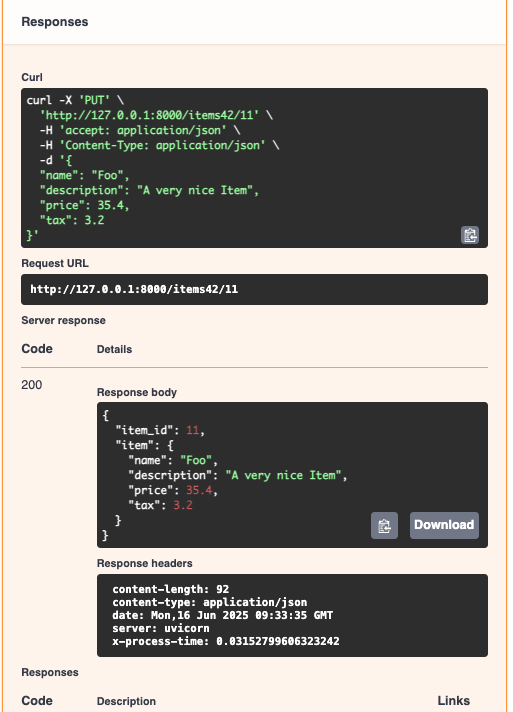 Responses
Curl
curl -X 'PUT' \
  'http://127.0.0.1:8000/items42/11' \
  -H 'accept: application/json' \
  -H 'Content-Type: application/json' \
  -d '{
  "name": "Foo",
  "description": "A very nice Item",
  "price": 35.4,
  "tax": 3.2
}'
Request URL
http://127.0.0.1:8000/items42/11
Server response
Code Details
200
Response body
{
  "item_id": 11,
  "item": {
    "name": "Foo",
    "description": "A very nice Item",
    "price": 35.4,
    "tax": 3.2
  }
}
Download
Response headers
content-length: 92
content-type: application/json
date: Mon,16 Jun 2025 09:33:35 GMT
server: uvicorn
x-process-time: 0.03152799606323242
Responses
Code Description Links